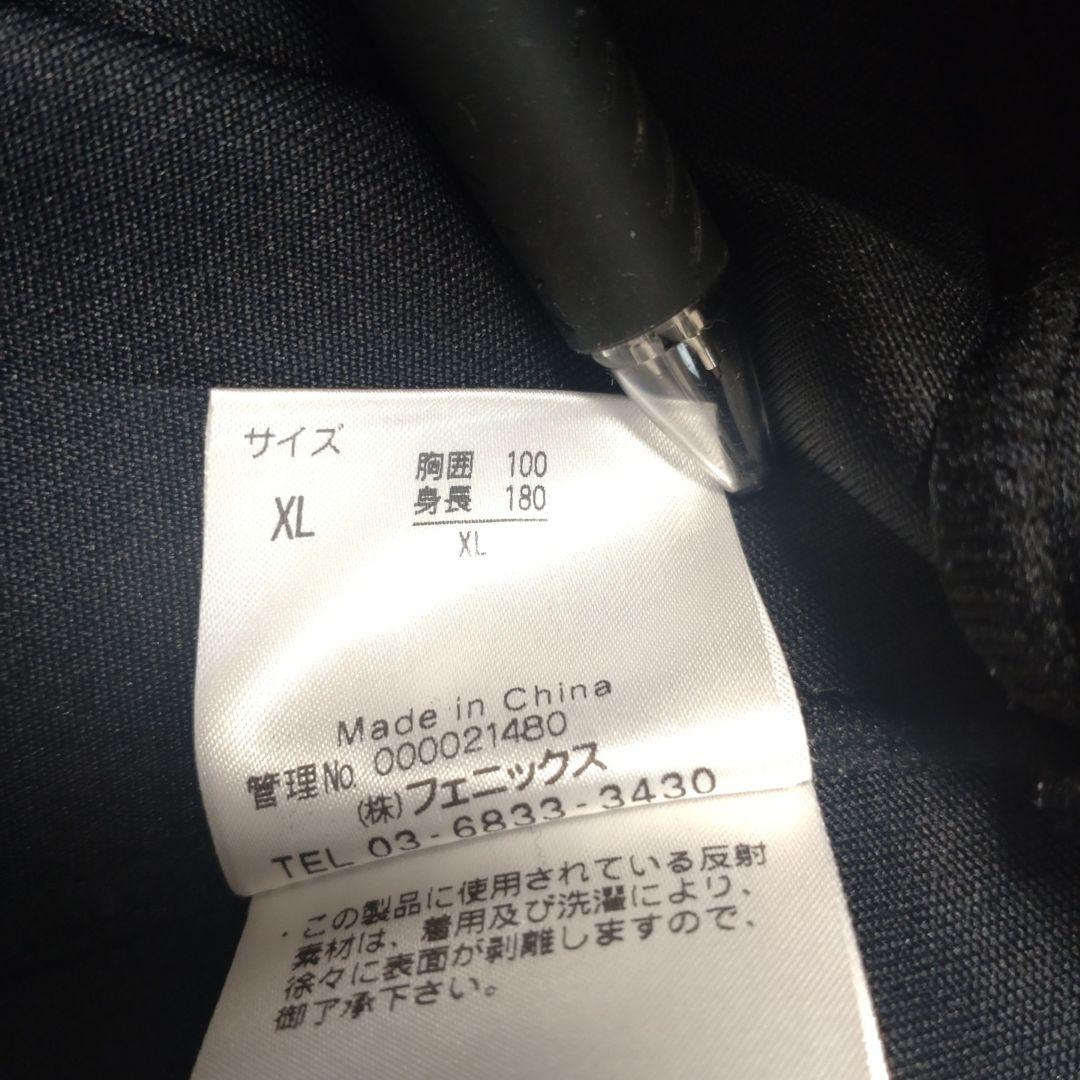 サイズ
XL
胸囲 100
身長 180
XL
Made in China
管理No. 000021480
(株)フェニックス
TEL 03-6833-3430
.この製品に使用されている反射
素材は、着用及び洗濯により、
徐々に表面が剥離しますので、
御了承下さい。